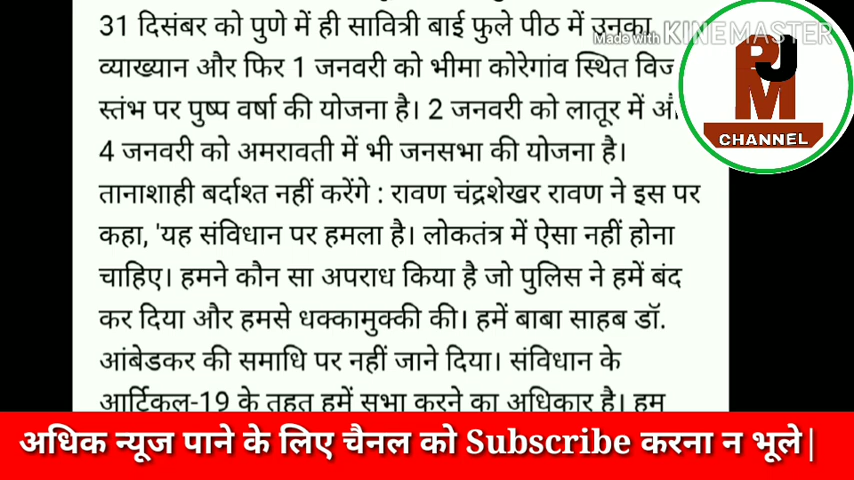 31 दिसंबर को पुणे में ही सावित्री बाई फुले पीठ में उनका
Made with KINEMASTER
व्याख्यान और फिर 1 जनवरी को भीमा कोरेगांव स्थित
स्तंभ पर पुष्प वर्षा की योजना है। 2 जनवरी को लातूर में
4 जनवरी को अमरावती में भी जनसभा की योजना है।
PJM
CHANNEL
तानाशाही बर्दाश्त नहीं करेंगे : रावण चंद्रशेखर रावण ने इस पर
कहा, 'यह संविधान पर हमला है। लोकतंत्र में ऐसा नहीं होना
चाहिए। हमने कौन सा अपराध किया है जो पुलिस ने हमें बंद
कर दिया और हमसे धक्कामुक्की की। हमें बाबा साहब डॉ.
आंबेडकर की समाधि पर नहीं जाने दिया। संविधान के
आर्टिकल-19 के तहत हमें सभा करने का अधिकार है। हम
अधिक न्यूज पाने के लिए चैनल को Subscribe करना न भूले|